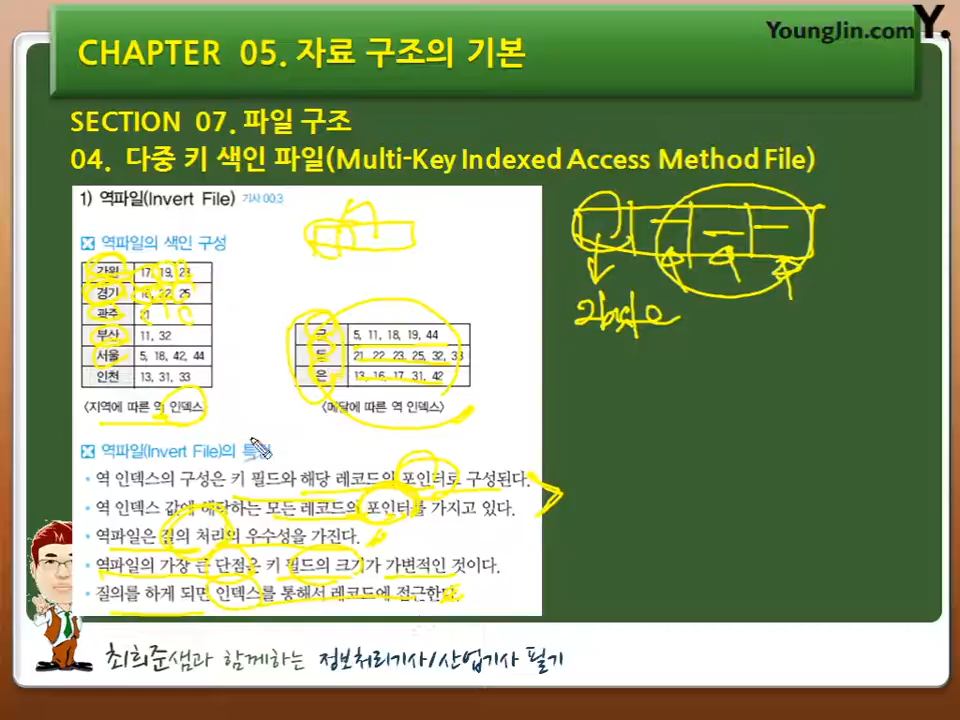 YoungJin.com Y.
CHAPTER 05. 자료 구조의 기본
SECTION 07. 파일 구조
04. 다중 키 색인 파일(Multi-Key Indexed Access Method File)
1) 역파일(Invert File) 기사 00.3
역파일의 색인 구성
강원 17, 19, 23
경기 16, 22, 25
광주 21
부산 11, 32
서울 5, 18, 42, 44
인천 13, 31, 33
<지역에 따른 역 인덱스>
금 5, 11, 18, 19, 44
동 21, 22, 23, 25, 32, 33
은 13, 16, 17, 31, 42
<메달에 따른 역 인덱스>
2byte
역파일(Invert File)의 특징
· 역 인덱스의 구성은 키 필드와 해당 레코드의 포인터로 구성된다.
· 역 인덱스 값에 해당하는 모든 레코드의 포인터를 가지고 있다.
· 역파일은 질의 처리의 우수성을 가진다.
· 역파일의 가장 큰 단점은 키 필드의 크기가 가변적인 것이다.
· 질의를 하게 되면 인덱스를 통해서 레코드에 접근한다.
최희준샘과 함께하는 정보처리기사/산업기사 필기